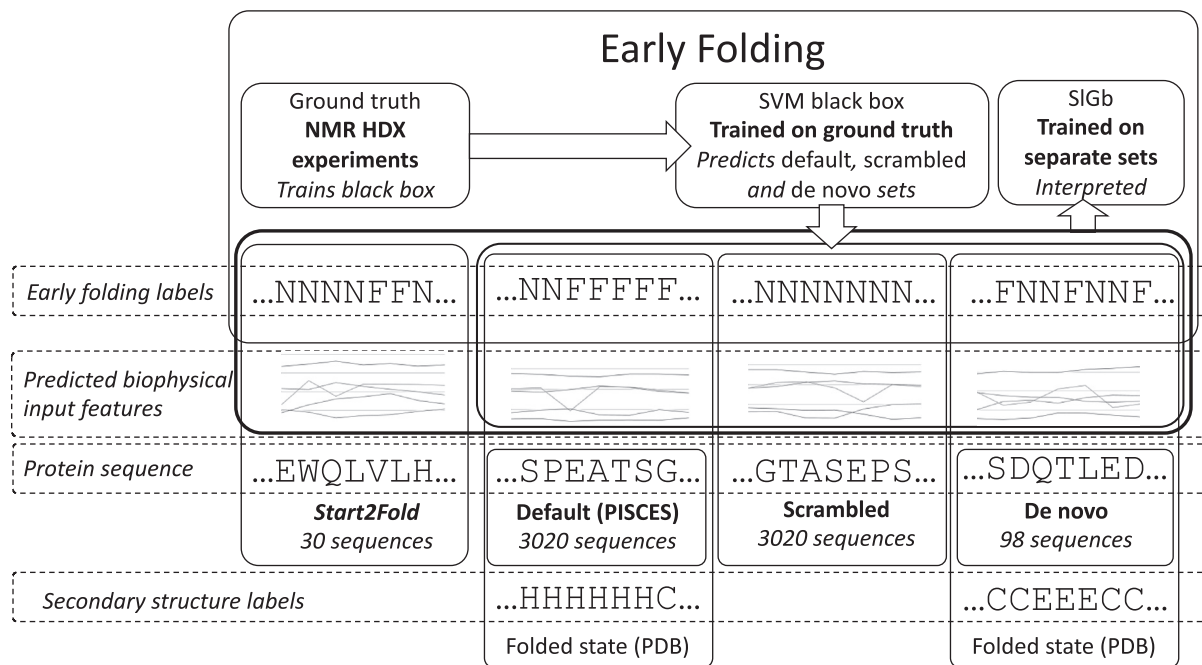 Early Folding
Ground truth
NMR HDX
experiments
Trains black box
SVM black box
Trained on ground truth
Predicts default, scrambled
and de novo sets
SlGb
Trained on
separate sets
Interpreted
Early folding labels
...NNNNFFN...
...NNFFFFF...
...NNNNNNN...
...FNNFNNF...
Predicted biophysical
input features
Protein sequence
...EWQLVLH...
...SPEATSG...
...GTASEPS...
...SDQTLED...
Start2Fold
30 sequences
Default (PISCES)
3020 sequences
Scrambled
3020 sequences
De novo
98 sequences
Secondary structure labels
...HHHHHHC...
...CCEEECC...
Folded state (PDB)
Folded state (PDB)